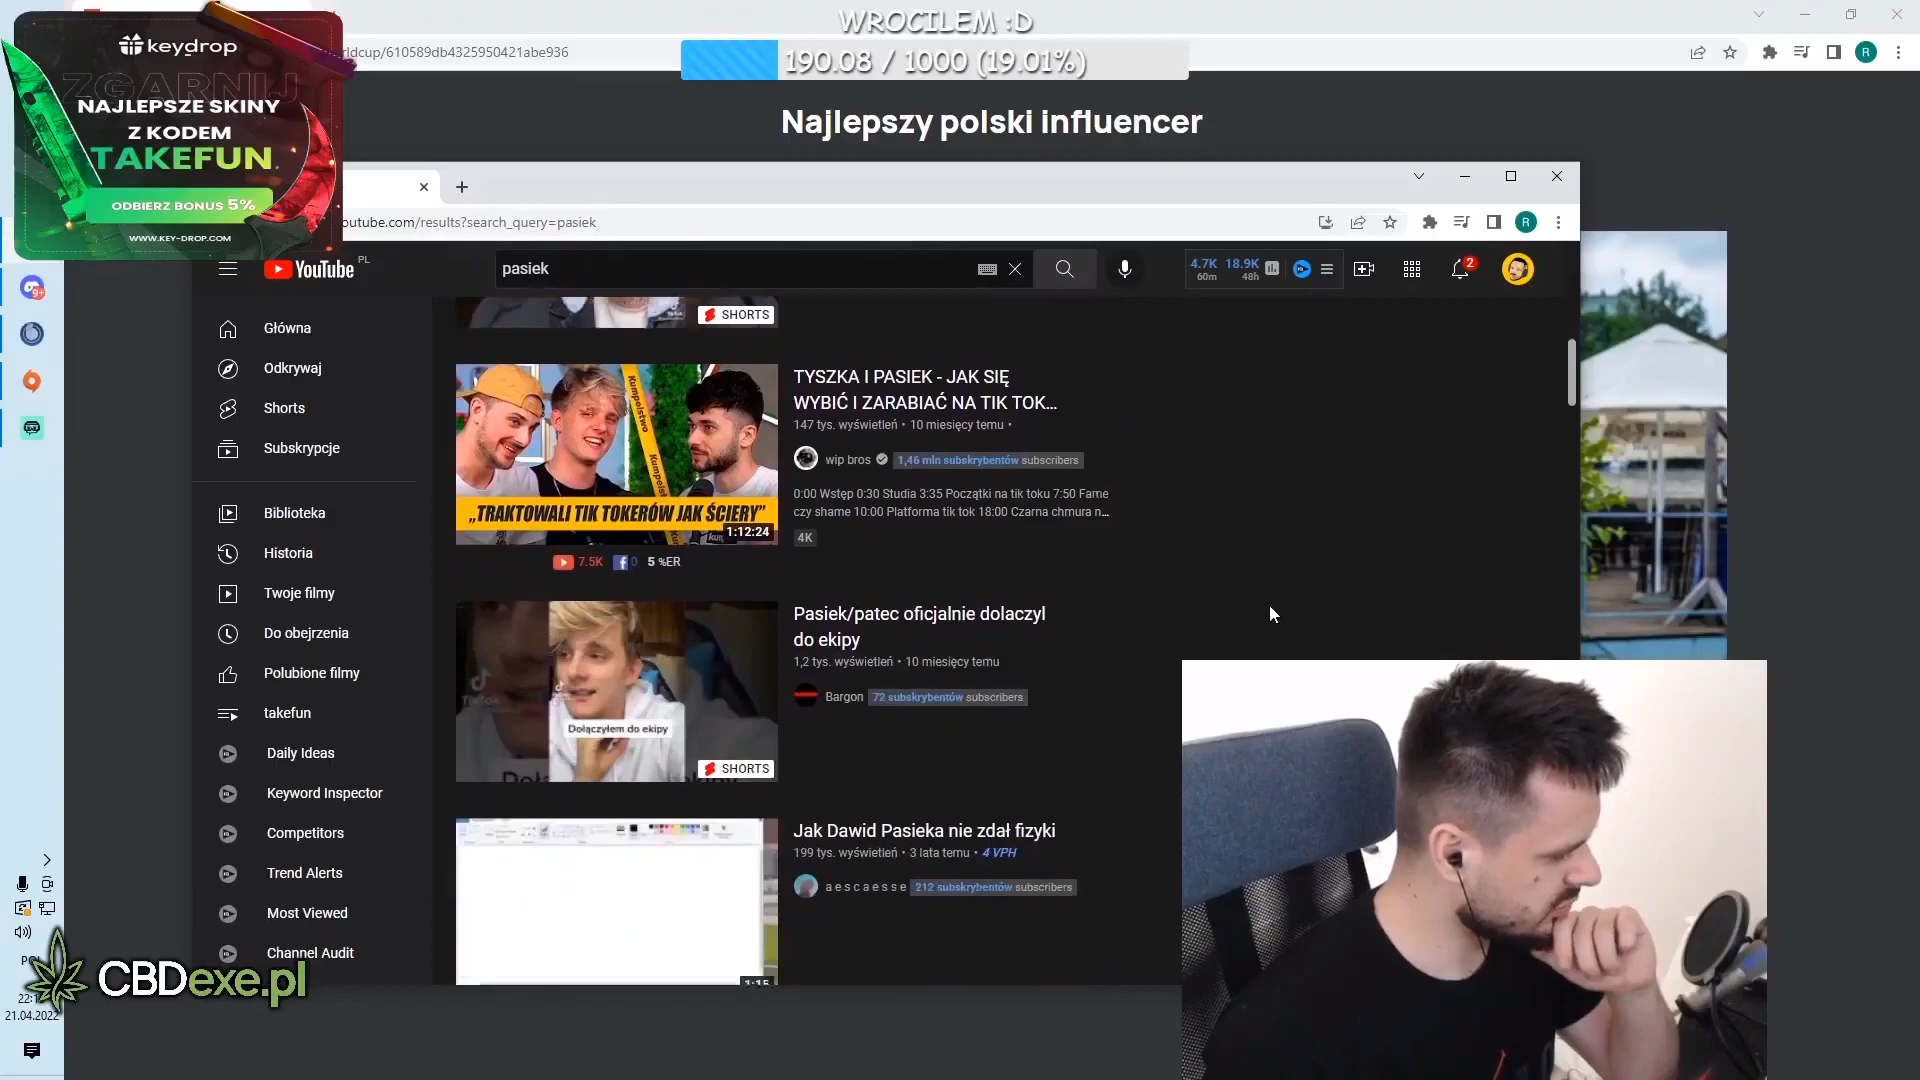 WROCILEM :D
190.08 / 1000 (19.01%)
keydrop
ZGARNIJ
NAJLEPSZE SKINY
Z KODEM
TAKEFUN
ODBIERZ BONUS 5%
WWW.KEY-DROP.COM
rldcup/610589db4325950421abe936
R
Najlepszy polski influencer
outube.com/results?search_query=pasiek
R
YouTube PL
pasiek
4.7K 18.9K
60m 48h
2
9+
Główna
Odkrywaj
Shorts
Subskrypcje
Biblioteka
Historia
Twoje filmy
Do obejrzenia
Polubione filmy
takefun
Daily Ideas
Keyword Inspector
Competitors
Trend Alerts
Most Viewed
Channel Audit
SHORTS
Kumpelstwo
Kumpelstwo
„TRAKTOWALI TIK TOKERÓW JAK ŚCIERY”
1:12:24
7.5K 0 5 %ER
TYSZKA I PASIEK - JAK SIĘ
WYBIĆ I ZARABIAĆ NA TIK TOK...
147 tys. wyświetleń • 10 miesięcy temu •
wip bros 1,46 mln subskrybentów subscribers
0:00 Wstęp 0:30 Studia 3:35 Początki na tik toku 7:50 Fame
czy shame 10:00 Platforma tik tok 18:00 Czarna chmura n...
4K
TikTok
Dołączyłem do ekipy
SHORTS
Pasiek/patec oficjalnie dolaczyl
do ekipy
1,2 tys. wyświetleń • 10 miesięcy temu
Bargon 72 subskrybentów subscribers
1:15
Jak Dawid Pasieka nie zdał fizyki
199 tys. wyświetleń • 3 lata temu • 4 VPH
a e s c a e s s e 212 subskrybentów subscribers
CBDexe.pl
21.04.2022